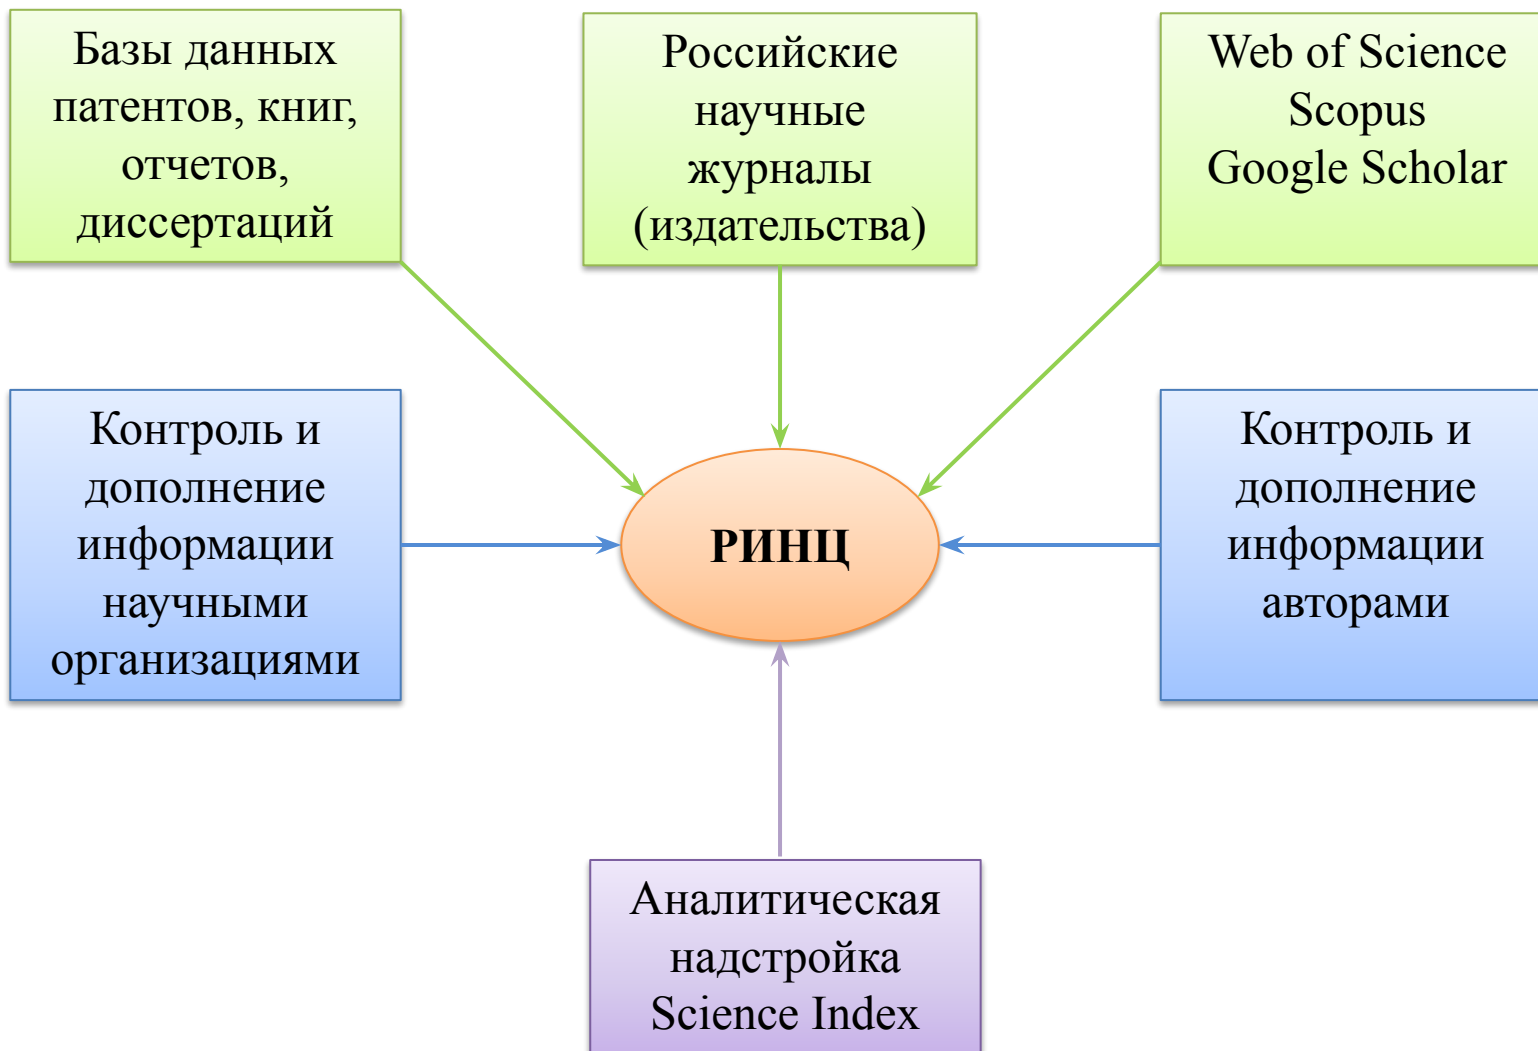 Базы данных
патентов, книг,
отчетов,
диссертаций
Российские
научные
журналы
(издательства)
Web of Science
Scopus
Google Scholar
Контроль и
дополнение
информации
научными
организациями
РИНЦ
Контроль и
дополнение
информации
авторами
Аналитическая
надстройка
Science Index